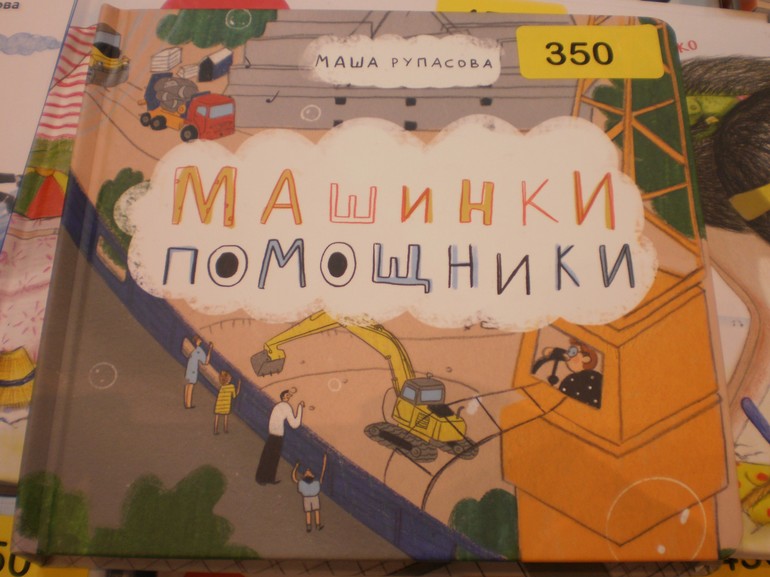 МАША РУПАСОВА
350
МАШИНКИ
ПОМОЩНИКИ